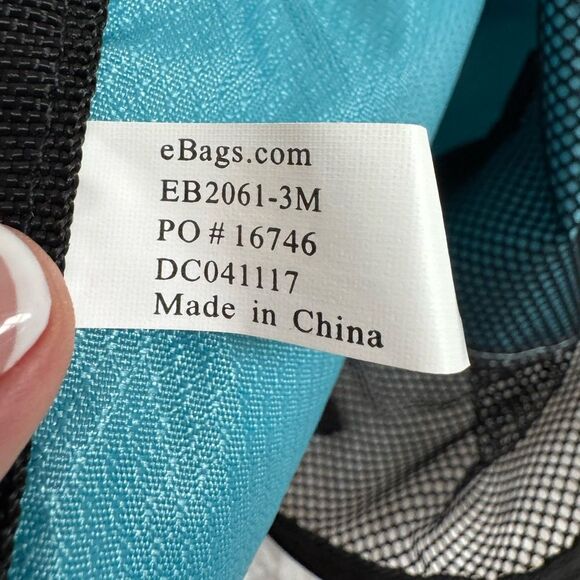 eBags.com
EB2061-3M
PO # 16746
DC041117
Made in China